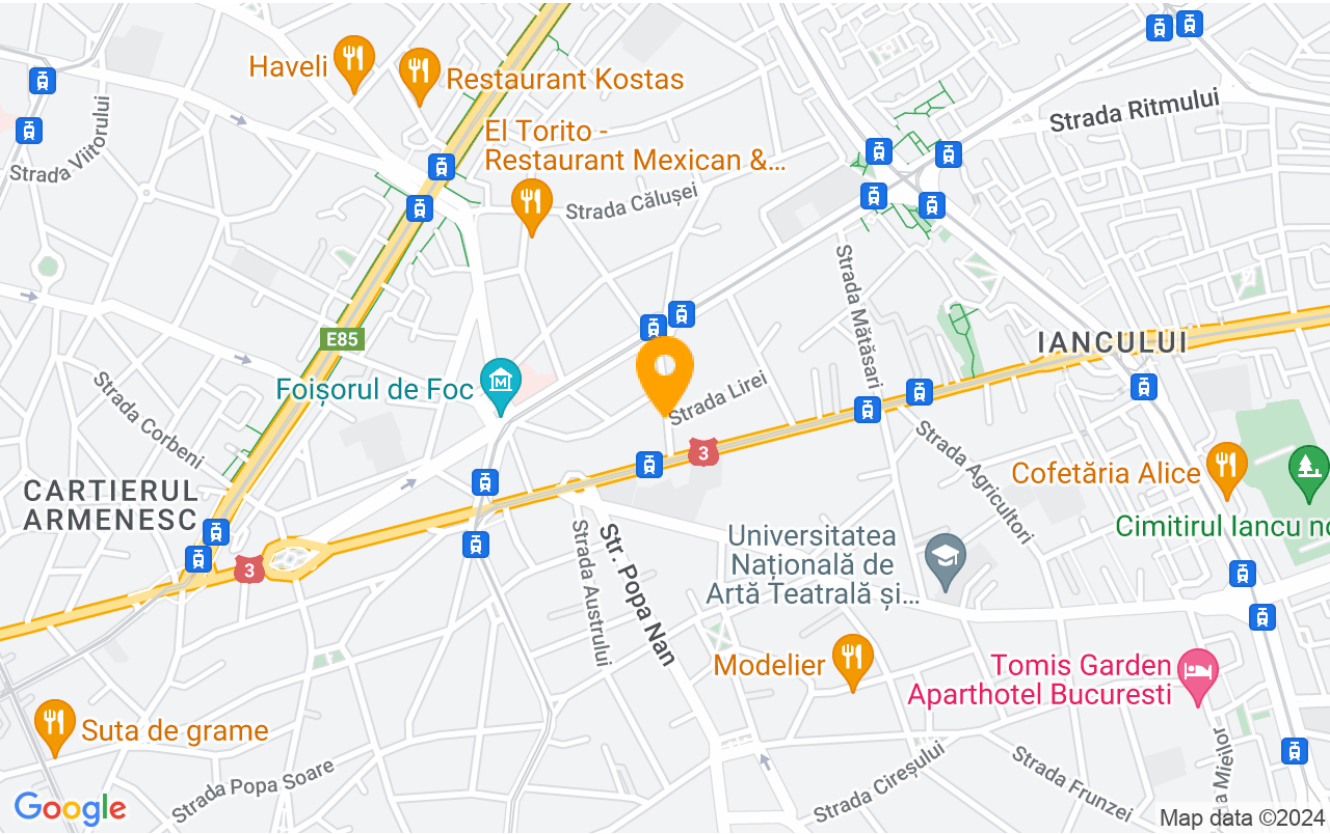 Haveli
Restaurant Kostas
Strada Ritmului
El Torito -
Restaurant Mexican &...
Strada Viitorului
Strada Călușei
Strada Mătăsari
E85
IANCULUI
Foișorul de Foc
Strada Lirei
Strada Corbeni
3
Strada Agricultori
Cofetăria Alice
CARTIERUL
ARMENESC
Cimitirul Iancu no
Universitatea
Națională de
Artă Teatrală și...
3
Strada Austrului
Str. Popa Nan
Modelier
Tomis Garden
Aparthotel Bucuresti
Suta de grame
Strada Popa Soare
Strada Cireșului
Strada Frunzei
a Mieilor
Google
Map data ©2024